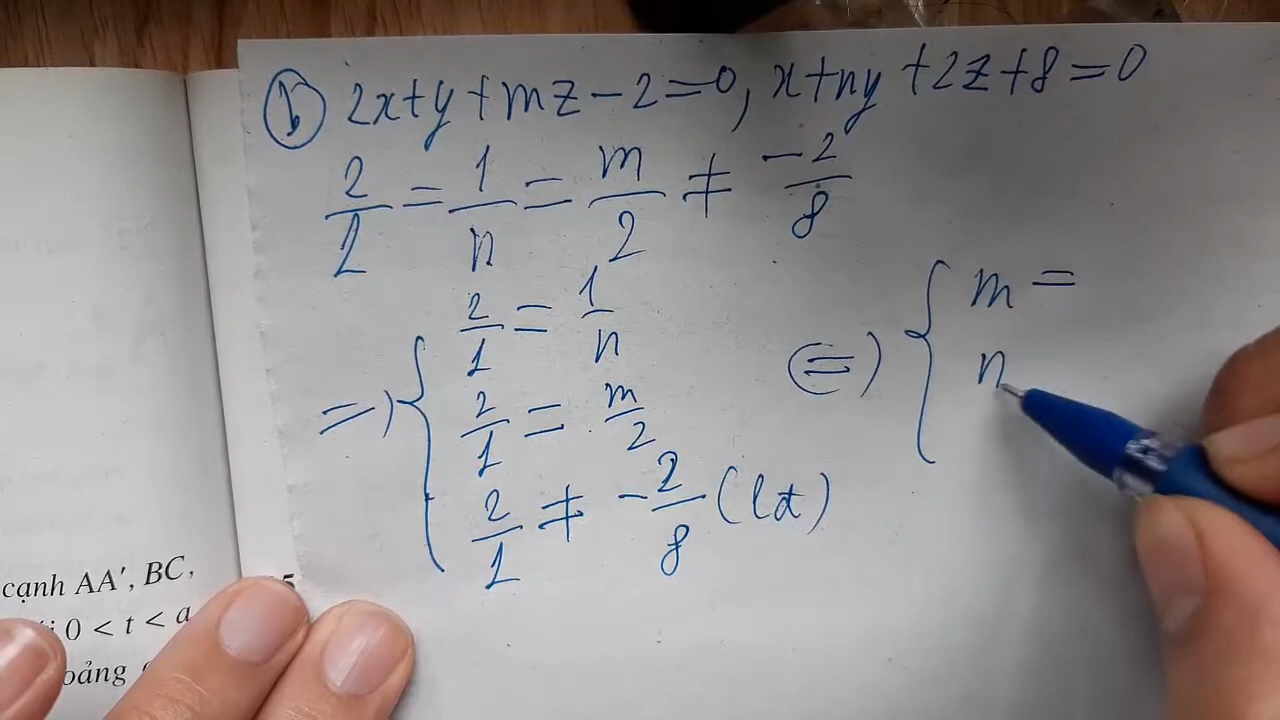 b 2x+y+mz-2=0, x+ny+2z+8=0
2/1 = 1/n = m/2 ≠ -2/8
=> { 2/1 = 1/n
2/1 = m/2
2/1 ≠ -2/8 (lđ)
<=> { m =
n
cạnh AA', BC,
0 < t < a